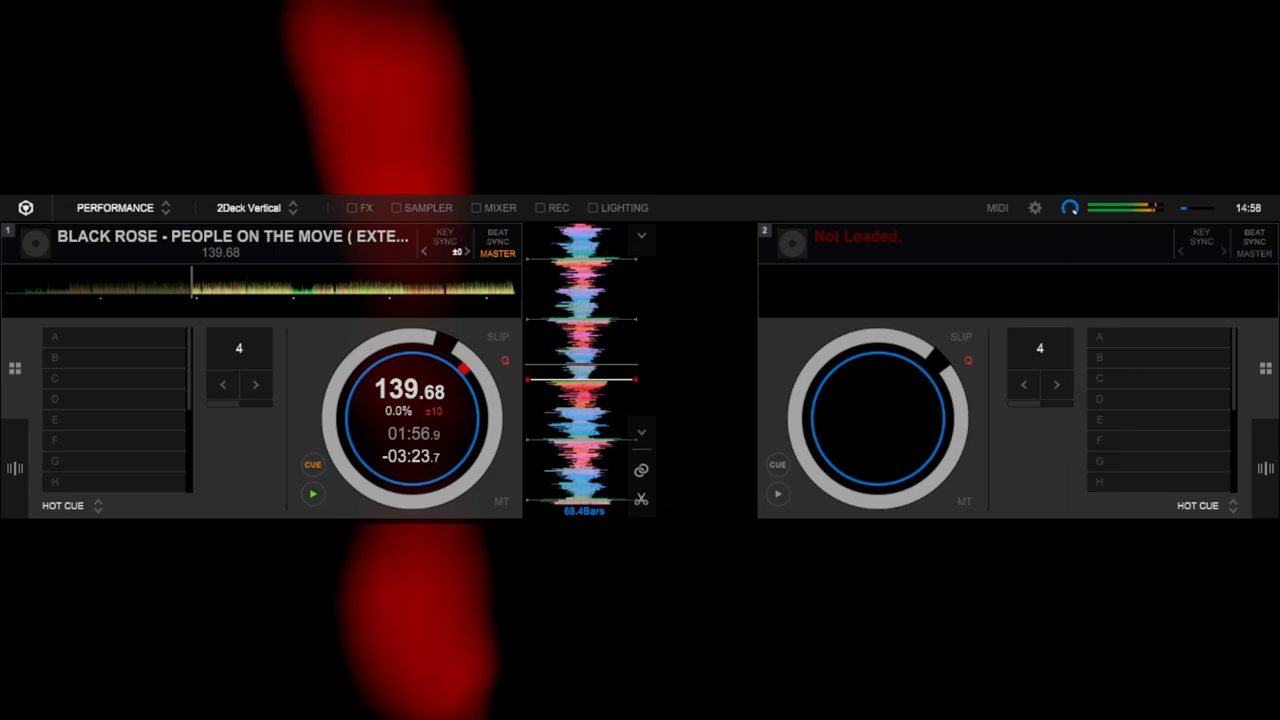 PERFORMANCE 2Deck Vertical FX SAMPLER MIXER REC LIGHTING MIDI 14:58
1 BLACK ROSE - PEOPLE ON THE MOVE ( EXTE... KEY SYNC BEAT SYNC
139.68 ±0 MASTER
2 Not Loaded. KEY SYNC BEAT SYNC
MASTER
A
B
C
D
E
F
G
H
HOT CUE
4
SLIP
Q
139.68
0.0% ±10
01:56.9
-03:23.7
CUE
MT
68.4Bars
SLIP
Q
CUE
MT
4
A
B
C
D
E
F
G
H
HOT CUE